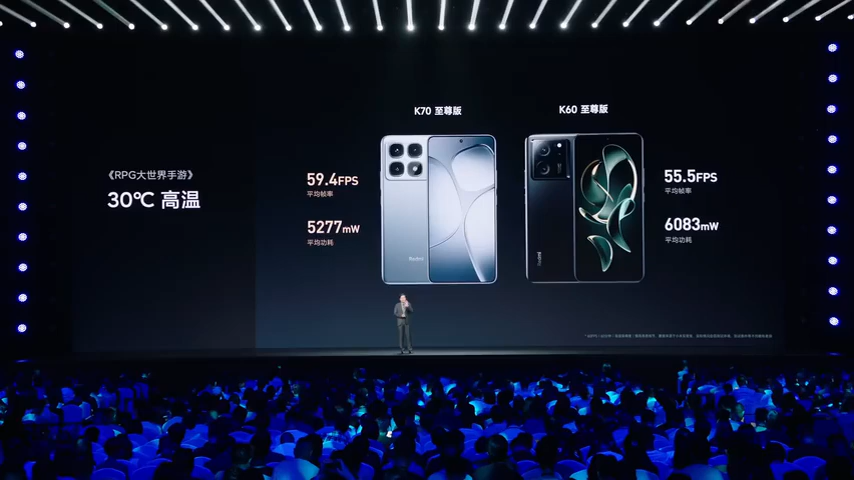 K70 至尊版
K60 至尊版
《RPG大世界手游》
30℃ 高温
59.4FPS
平均帧率
5277mW
平均功耗
55.5FPS
平均帧率
6083mW
平均功耗
Redmi
Redmi